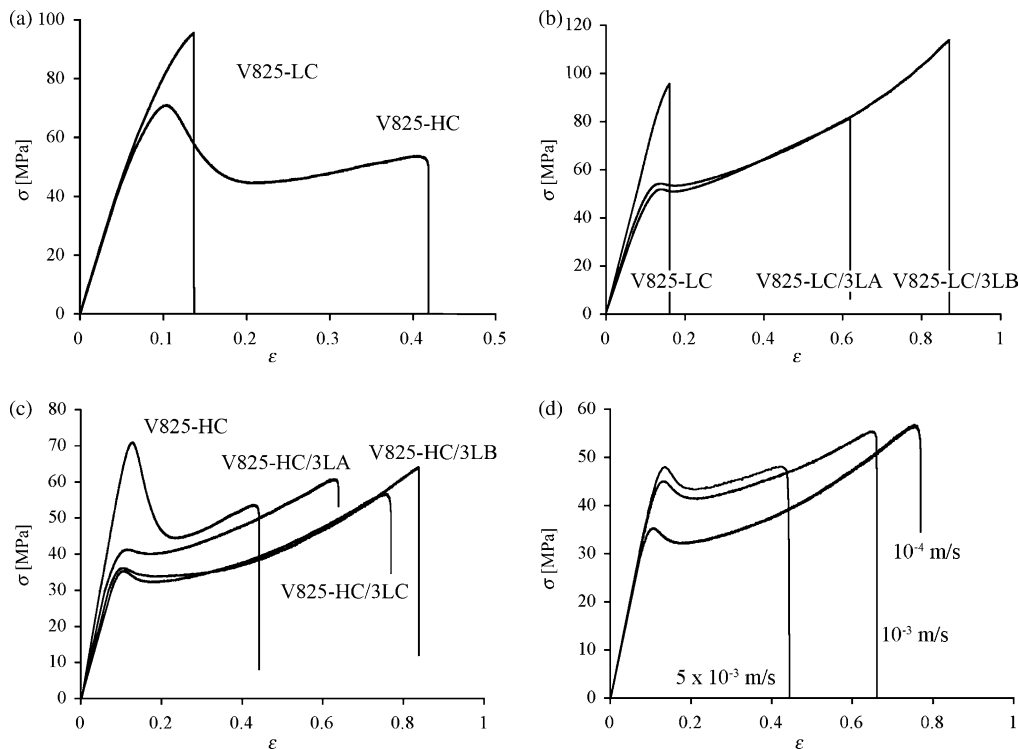 (a)
100
80
60
40
20
0
σ [MPa]
V825-LC
V825-HC
0
0.1
0.2
0.3
0.4
0.5
ε
(b)
120
100
80
60
40
20
0
σ [MPa]
V825-LC
V825-LC/3LA
V825-LC/3LB
0
0.2
0.4
0.6
0.8
1
ε
(c)
80
70
60
50
40
30
20
10
0
σ [MPa]
V825-HC
V825-HC/3LA
V825-HC/3LB
V825-HC/3LC
0
0.2
0.4
0.6
0.8
1
ε
(d)
60
50
40
30
20
10
0
σ [MPa]
10⁻⁴ m/s
10⁻³ m/s
5 x 10⁻³ m/s
0
0.2
0.4
0.6
0.8
1
ε